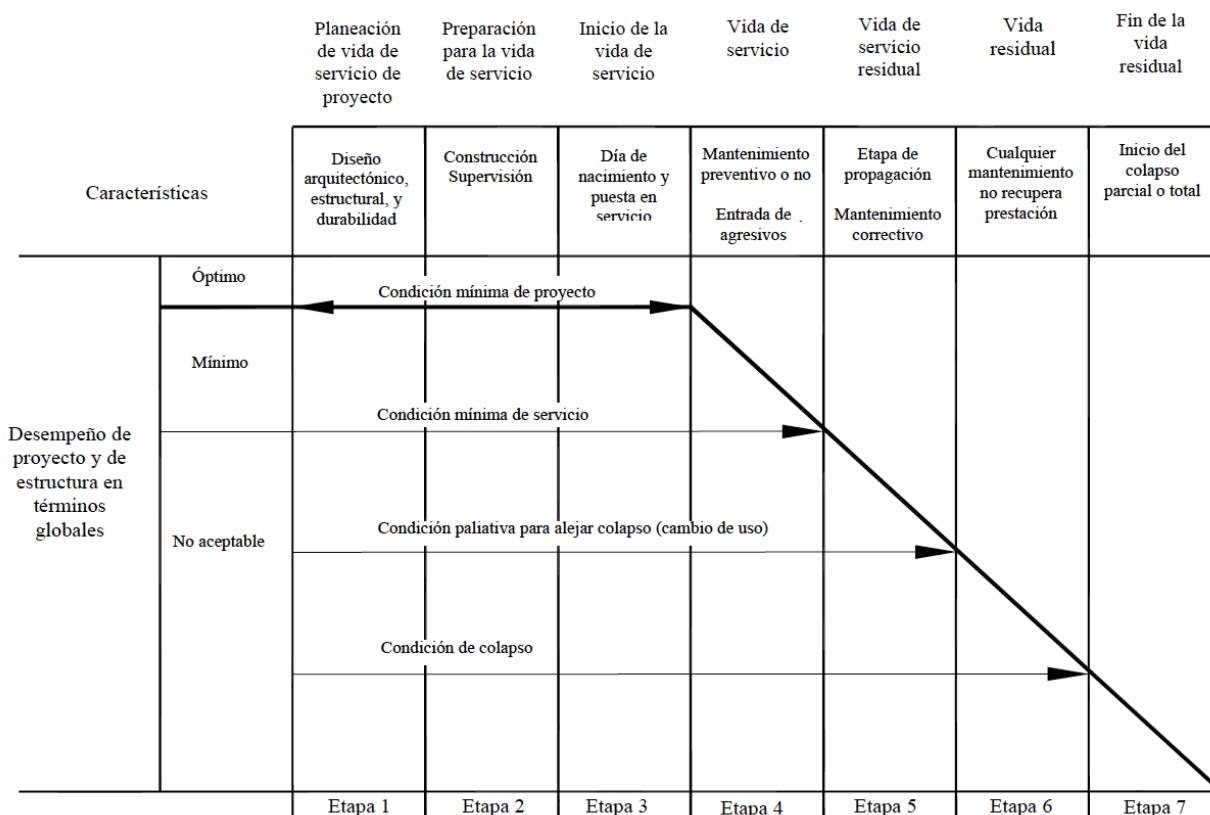 Planeación
de vida de
servicio de
proyecto
Preparación
para la vida
de servicio
Inicio de la
vida de
servicio
Vida de
servicio
Vida de
servicio
residual
Vida
residual
Fin de la
vida
residual
Características
Diseño
arquitectónico,
estructural, y
durabilidad
Construcción
Supervisión
Día de
nacimiento y
puesta en
servicio
Mantenimiento
preventivo o no
Entrada de .
agresivos
Etapa de
propagación
Mantenimiento
correctivo
Cualquier
mantenimiento
no recupera
prestación
Inicio del
colapso
parcial o total
Desempeño de
proyecto y de
estructura en
términos
globales
Óptimo
Condición mínima de proyecto
Mínimo
Condición mínima de servicio
No aceptable
Condición paliativa para alejar colapso (cambio de uso)
Condición de colapso
Etapa 1
Etapa 2
Etapa 3
Etapa 4
Etapa 5
Etapa 6
Etapa 7